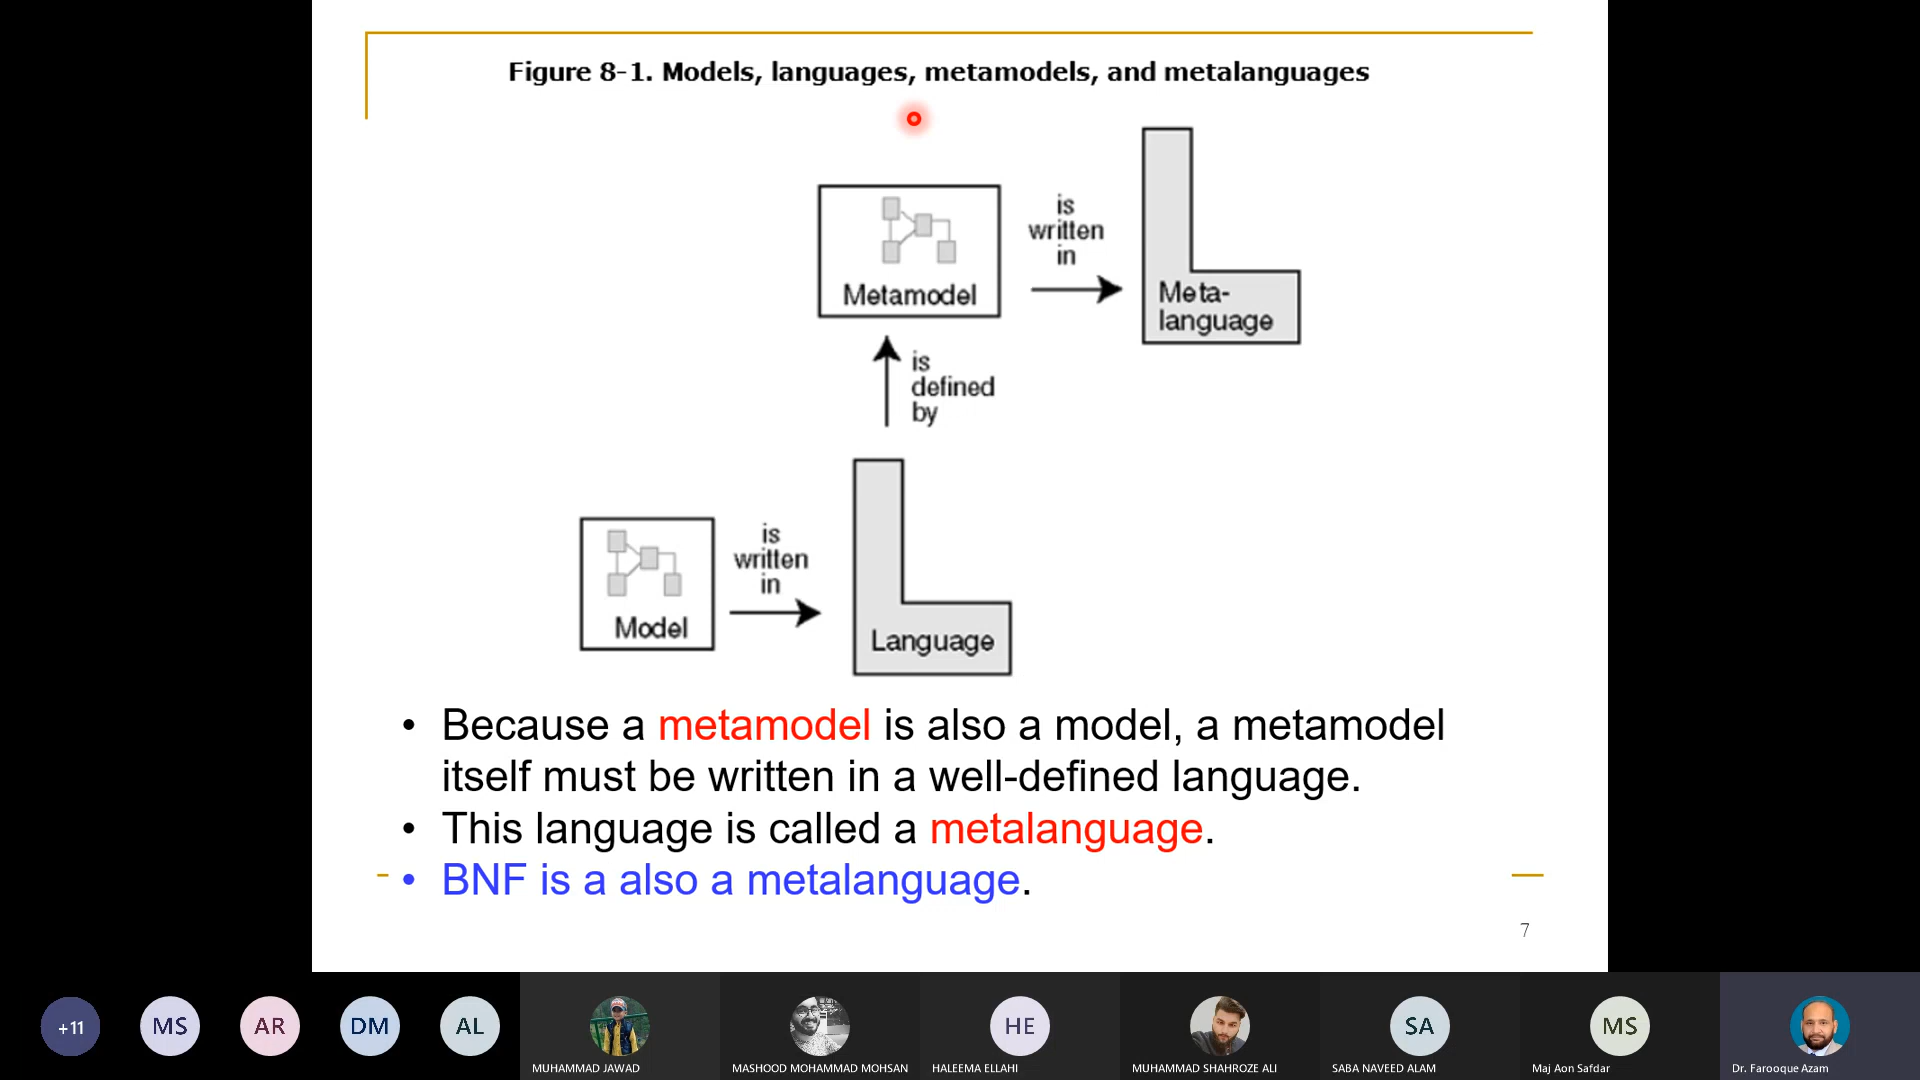 Figure 8-1. Models, languages, metamodels, and metalanguages
Metamodel
is
written
in
Meta-
language
is
defined
by
Model
is
written
in
Language
• Because a metamodel is also a model, a metamodel
itself must be written in a well-defined language.
• This language is called a metalanguage.
• BNF is a also a metalanguage.
7
+11
MS
AR
DM
AL
MUHAMMAD JAWAD
MASHOOD MOHAMMAD MOHSAN
HE
HALEEMA ELLAHI
MUHAMMAD SHAHROZE ALI
SA
SABA NAVEED ALAM
MS
Maj Aon Safdar
Dr. Farooque Azam